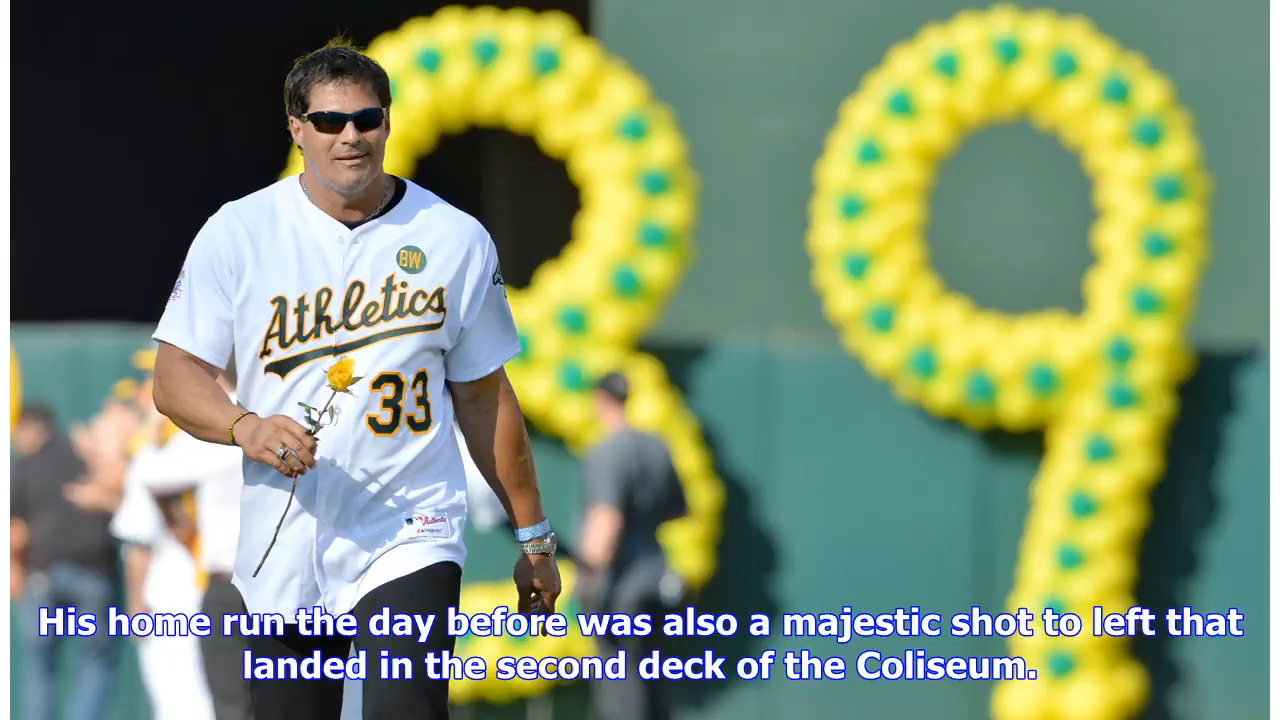 89
BW
Athletics
33
His home run the day before was also a majestic shot to left that
landed in the second deck of the Coliseum.